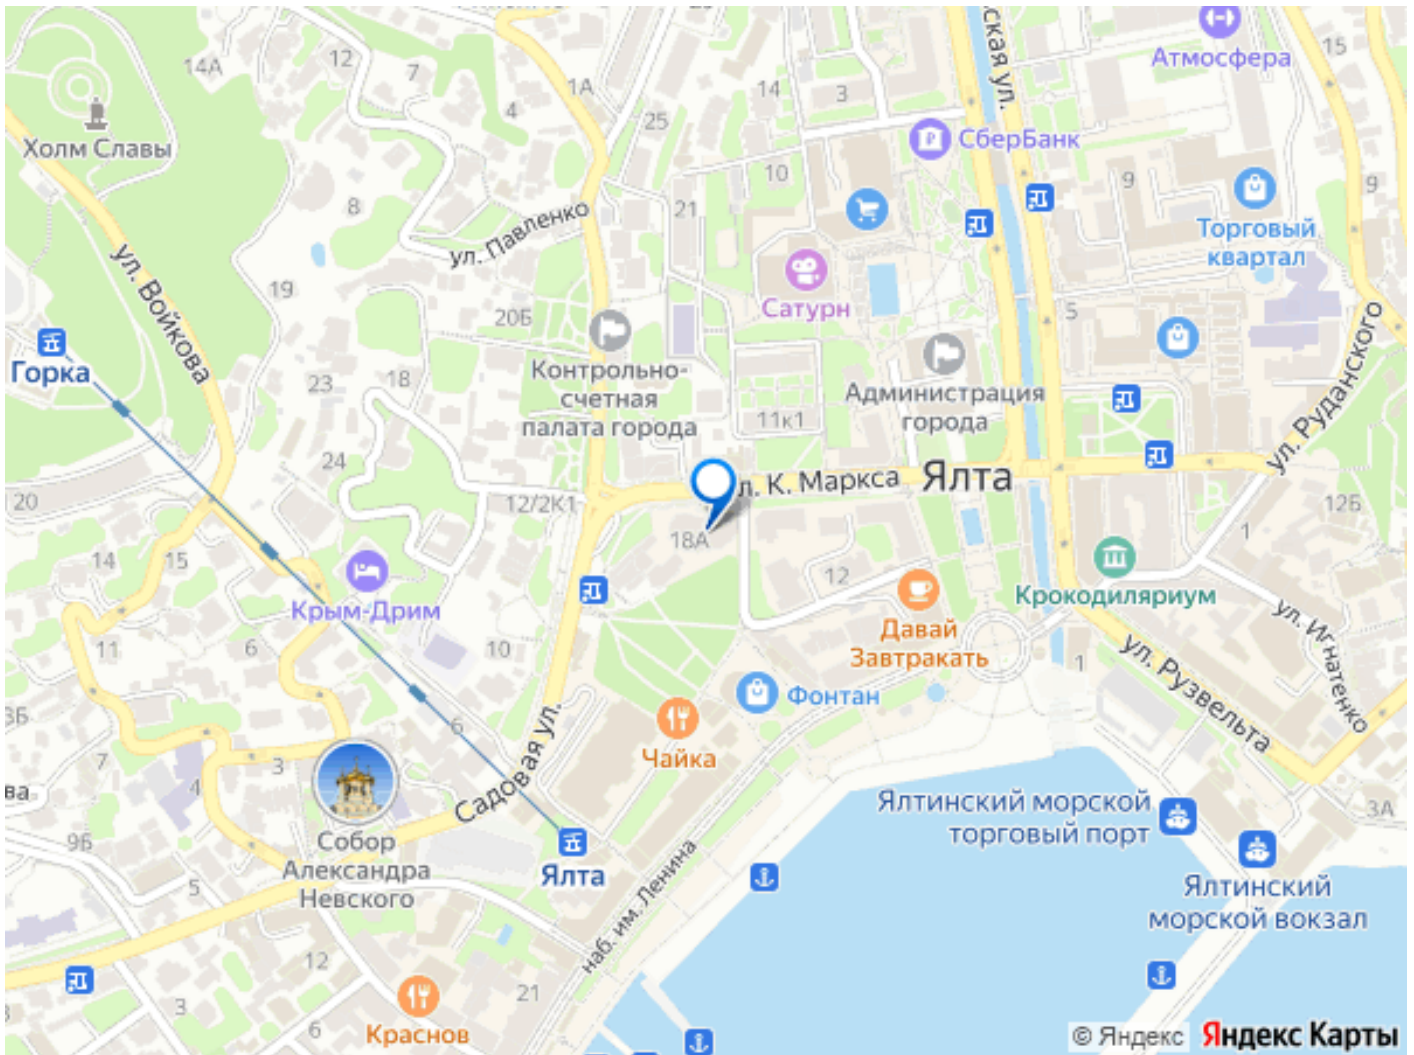 14А
12
7
4
1А
14
3
25
10
Атмосфера
15
ская ул.
СберБанк
9
9
Холм Славы
8
ул. Павленко
21
Торговый
квартал
ул. Войкова
19
20Б
Сатурн
5
Горка
23
18
Контрольно-
счетная
палата города
Администрация
города
11к1
ул. Руданского
24
20
12/2К1
л. К. Маркса
Ялта
12Б
1
14
15
18А
12
Крым-Дрим
Крокодиляриум
Давай
Завтракать
11
6
10
1
ул. Игнатенко
ул. Рузвельта
3Б
6
Фонтан
Чайка
7
4
3
Садовая ул.
ва
9Б
Собор
Александра
Невского
5
Ялта
наб. им. Ленина
Ялтинский морской
торговый порт
3А
Ялтинский
морской вокзал
12
3
6
21
Краснов
© Яндекс
Яндекс Карты